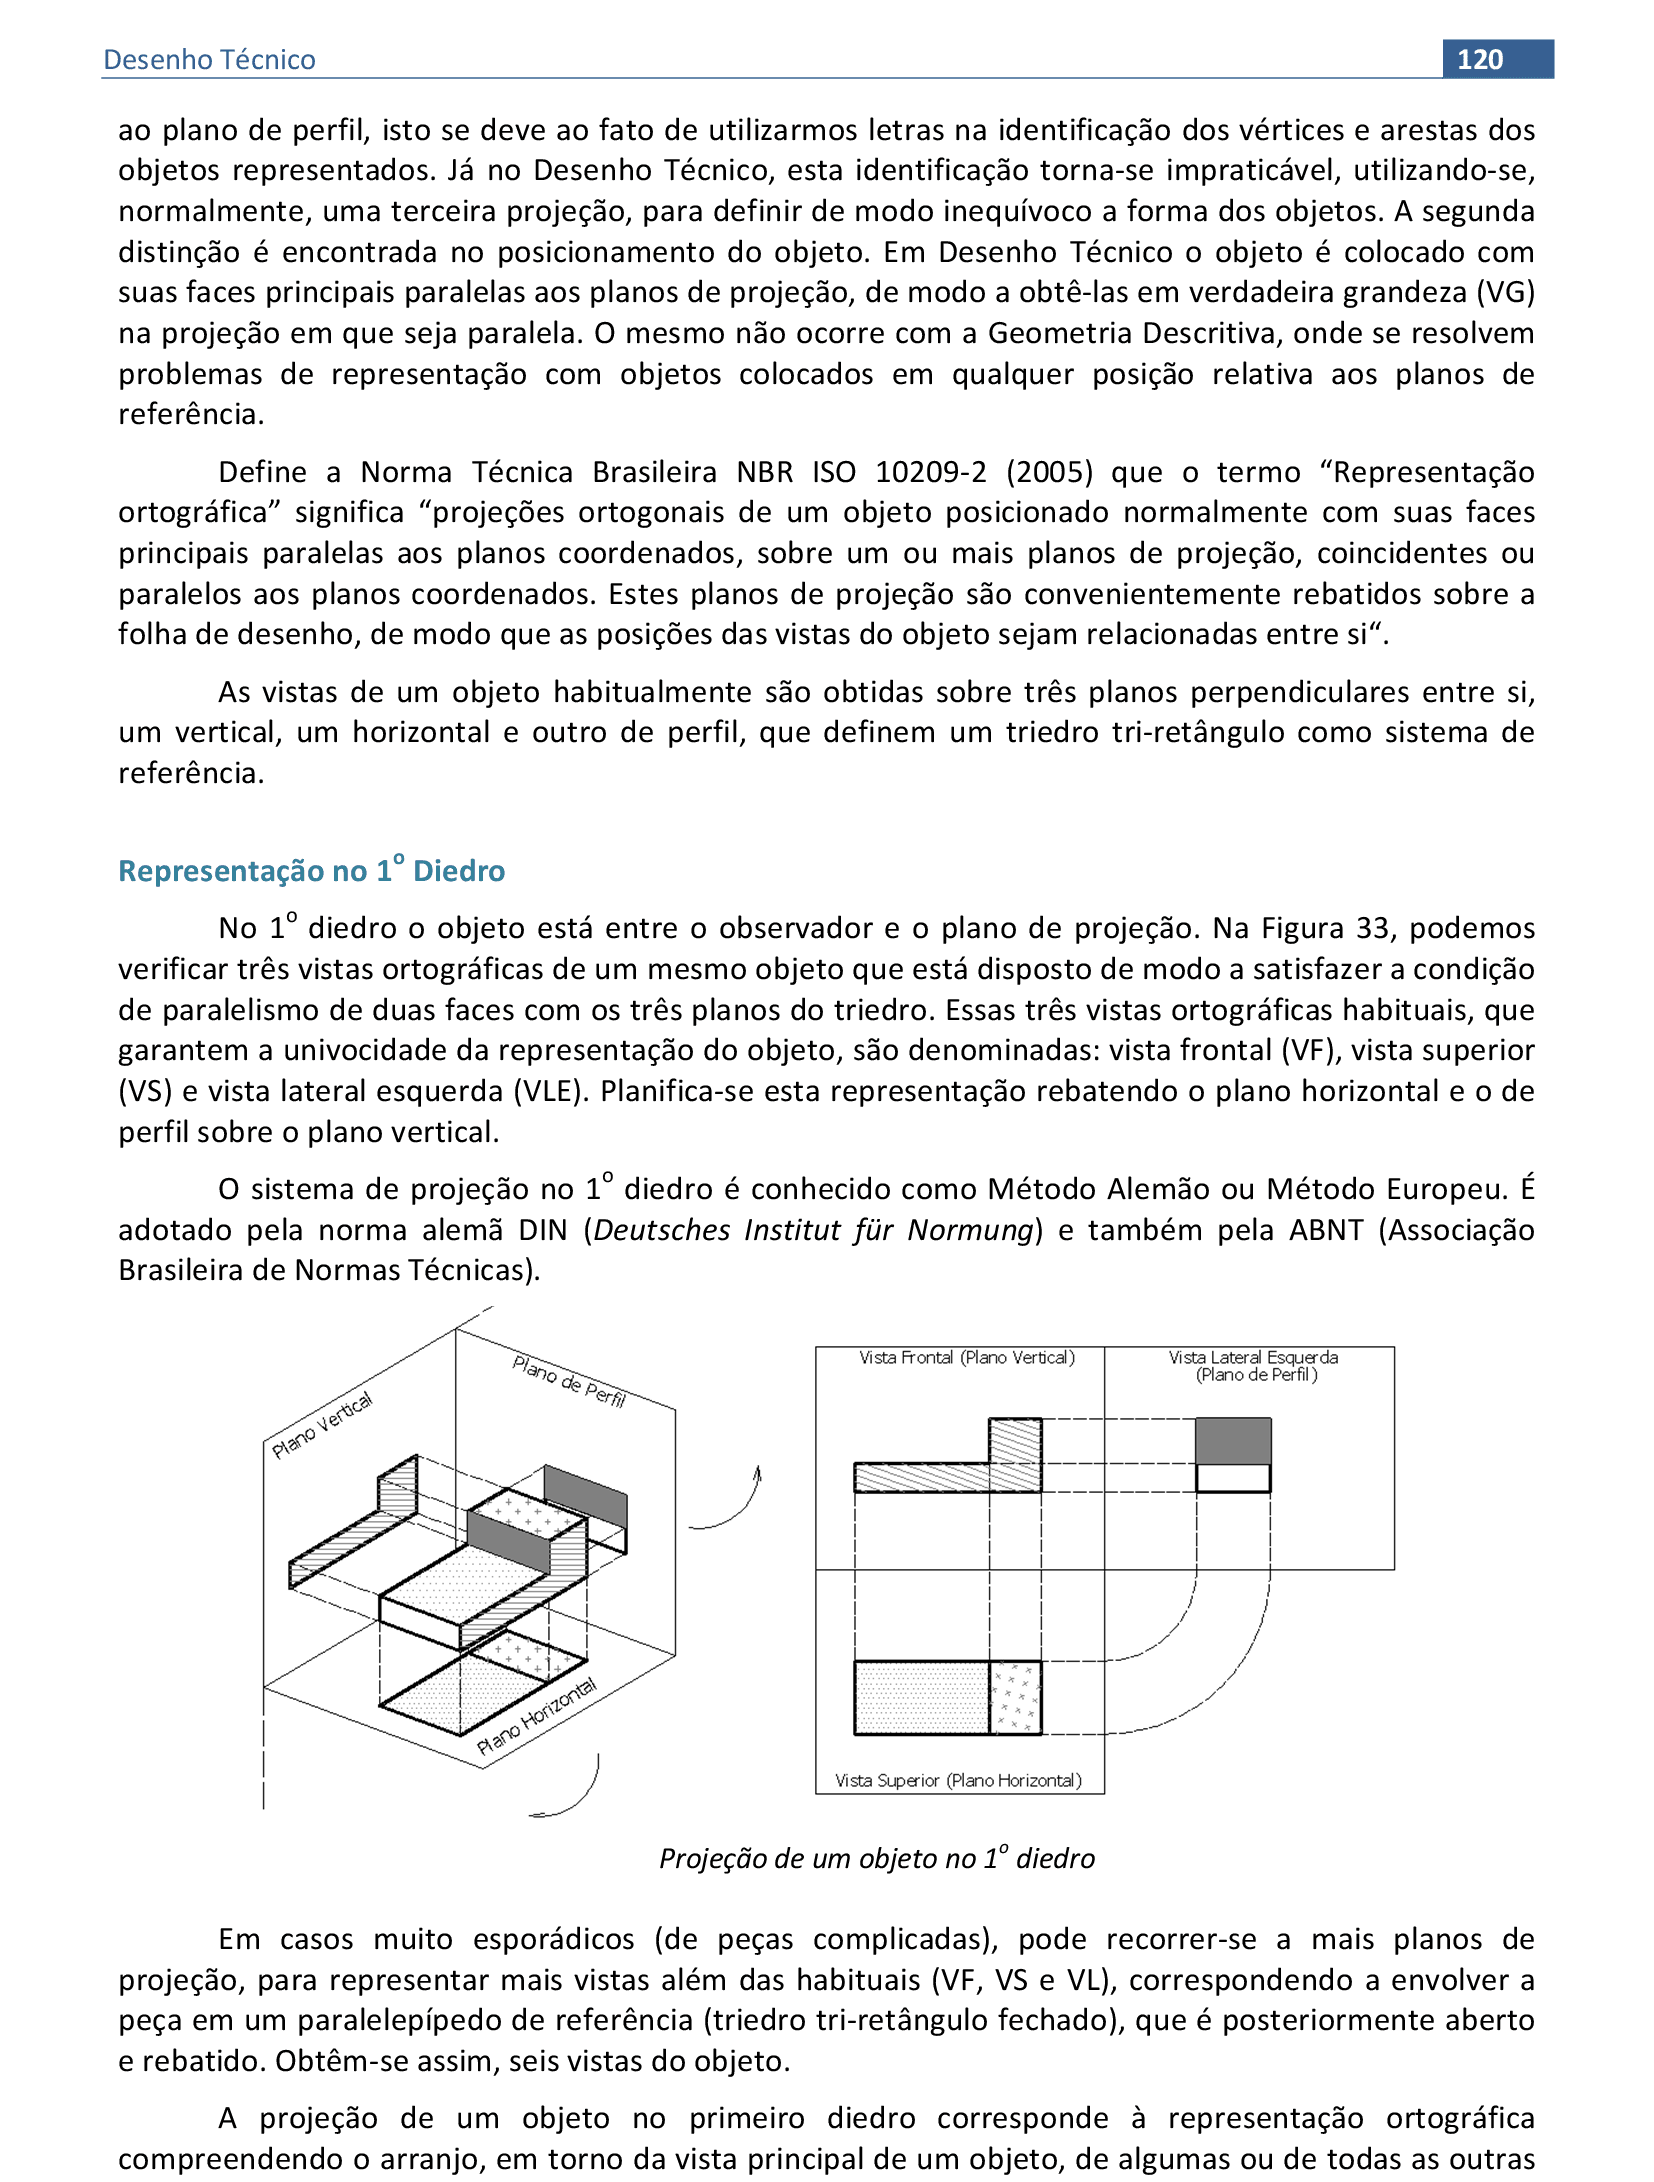 Desenho Técnico
120
ao plano de perfil, isto se deve ao fato de utilizarmos letras na identificação dos vértices e arestas dos
objetos representados. Já no Desenho Técnico, esta identificação torna-se impraticável, utilizando-se,
normalmente, uma terceira projeção, para definir de modo inequívoco a forma dos objetos. A segunda
distinção é encontrada no posicionamento do objeto. Em Desenho Técnico o objeto é colocado com
suas faces principais paralelas aos planos de projeção, de modo a obtê-las em verdadeira grandeza (VG)
na projeção em que seja paralela. O mesmo não ocorre com a Geometria Descritiva, onde se resolvem
problemas de representação com objetos colocados em qualquer posição relativa aos planos de
referência.
Define a Norma Técnica Brasileira NBR ISO 10209-2 (2005) que o termo “Representação
ortográfica” significa “projeções ortogonais de um objeto posicionado normalmente com suas faces
principais paralelas aos planos coordenados, sobre um ou mais planos de projeção, coincidentes ou
paralelos aos planos coordenados. Estes planos de projeção são convenientemente rebatidos sobre a
folha de desenho, de modo que as posições das vistas do objeto sejam relacionadas entre si“.
As vistas de um objeto habitualmente são obtidas sobre três planos perpendiculares entre si,
um vertical, um horizontal e outro de perfil, que definem um triedro tri-retângulo como sistema de
referência.
Representação no 1º Diedro
No 1º diedro o objeto está entre o observador e o plano de projeção. Na Figura 33, podemos
verificar três vistas ortográficas de um mesmo objeto que está disposto de modo a satisfazer a condição
de paralelismo de duas faces com os três planos do triedro. Essas três vistas ortográficas habituais, que
garantem a univocidade da representação do objeto, são denominadas: vista frontal (VF), vista superior
(VS) e vista lateral esquerda (VLE). Planifica-se esta representação rebatendo o plano horizontal e o de
perfil sobre o plano vertical.
O sistema de projeção no 1º diedro é conhecido como Método Alemão ou Método Europeu. É
adotado pela norma alemã DIN (Deutsches Institut für Normung) e também pela ABNT (Associação
Brasileira de Normas Técnicas).
Plano Vertical
Plano de Perfil
Plano Horizontal
Vista Frontal (Plano Vertical)
Vista Lateral Esquerda
(Plano de Perfil)
Vista Superior (Plano Horizontal)
Projeção de um objeto no 1º diedro
Em casos muito esporádicos (de peças complicadas), pode recorrer-se a mais planos de
projeção, para representar mais vistas além das habituais (VF, VS e VL), correspondendo a envolver a
peça em um paralelepípedo de referência (triedro tri-retângulo fechado), que é posteriormente aberto
e rebatido. Obtêm-se assim, seis vistas do objeto.
A projeção de um objeto no primeiro diedro corresponde à representação ortográfica
compreendendo o arranjo, em torno da vista principal de um objeto, de algumas ou de todas as outras